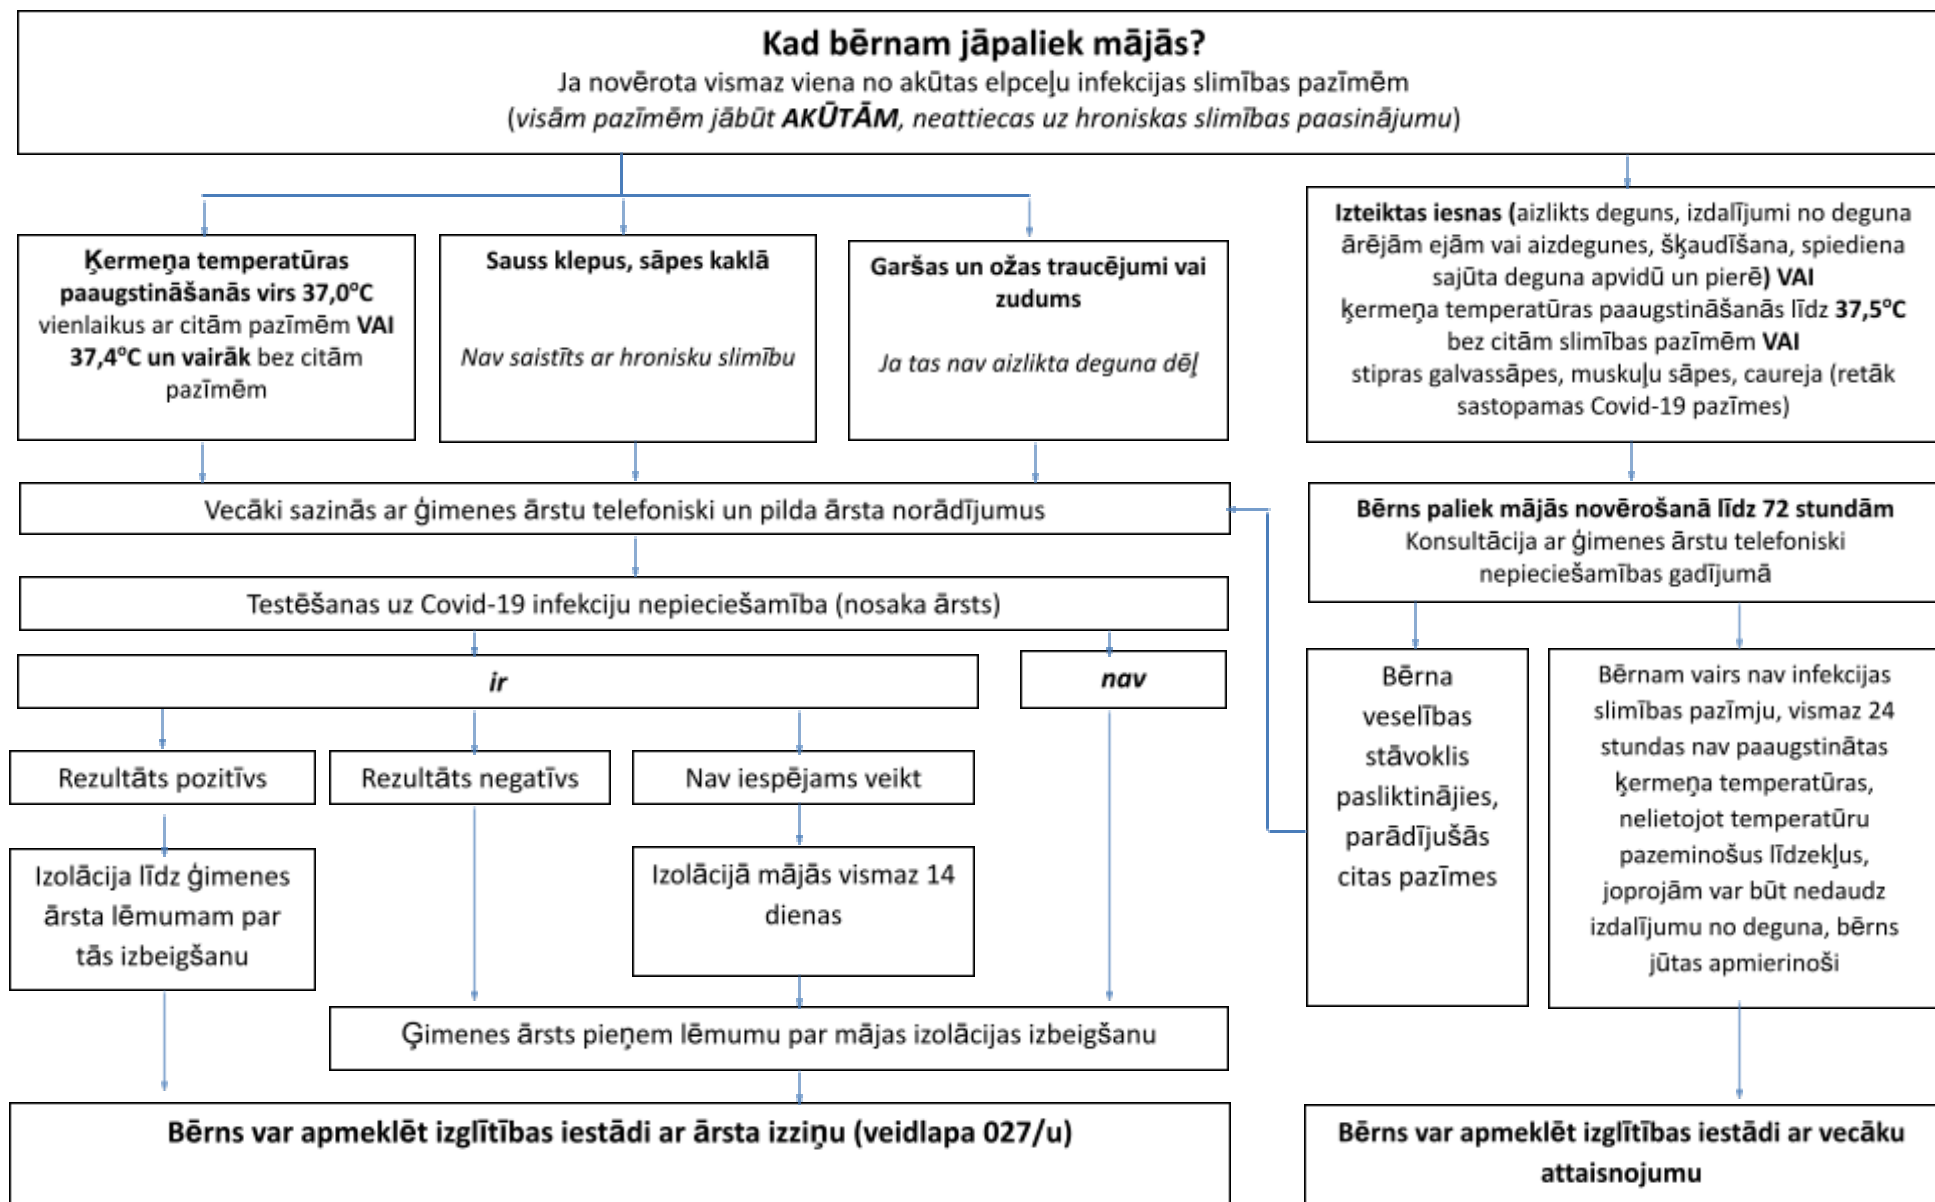 Kad bērnam jāpaliek mājās?
Ja novērota vismaz viena no akūtas elpceļu infekcijas slimības pazīmēm
(visām pazīmēm jābūt AKŪTĀM, neattiecas uz hroniskas slimības paasinājumu)
Ķermeņa temperatūras
paaugstināšanās virs 37,0°C
vienlaikus ar citām pazīmēm VAI
37,4°C un vairāk bez citām
pazīmēm
Sauss klepus, sāpes kaklā
Nav saistīts ar hronisku slimību
Garšas un ožas traucējumi vai
zudums
Ja tas nav aizlikta deguna dēļ
Izteiktas iesnas (aizlikts deguns, izdalījumi no deguna
ārējām ejām vai aizdegunes, šķaudīšana, spiediena
sajūta deguna apvidū un pierē) VAI
ķermeņa temperatūras paaugstināšanās līdz 37,5°C
bez citām slimības pazīmēm VAI
stipras galvassāpes, muskuļu sāpes, caureja (retāk
sastopamas Covid-19 pazīmes)
Vecāki sazinās ar ģimenes ārstu telefoniski un pilda ārsta norādījumus
Bērns paliek mājās novērošanā līdz 72 stundām
Konsultācija ar ģimenes ārstu telefoniski
nepieciešamības gadījumā
Testēšanas uz Covid-19 infekciju nepieciešamība (nosaka ārsts)
ir
nav
Rezultāts pozitīvs
Rezultāts negatīvs
Nav iespējams veikt
Izolācija līdz ģimenes
ārsta lēmumam par
tās izbeigšanu
Izolācijā mājās vismaz 14
dienas
Bērna
veselības
stāvoklis
pasliktinājies,
parādījušās
citas pazīmes
Bērnam vairs nav infekcijas
slimības pazīmju, vismaz 24
stundas nav paaugstinātas
ķermeņa temperatūras,
nelietojot temperatūru
pazeminošus līdzekļus,
joprojām var būt nedaudz
izdalījumu no deguna, bērns
jūtas apmierinoši
Ģimenes ārsts pieņem lēmumu par mājas izolācijas izbeigšanu
Bērns var apmeklēt izglītības iestādi ar ārsta izziņu (veidlapa 027/u)
Bērns var apmeklēt izglītības iestādi ar vecāku
attaisnojumu